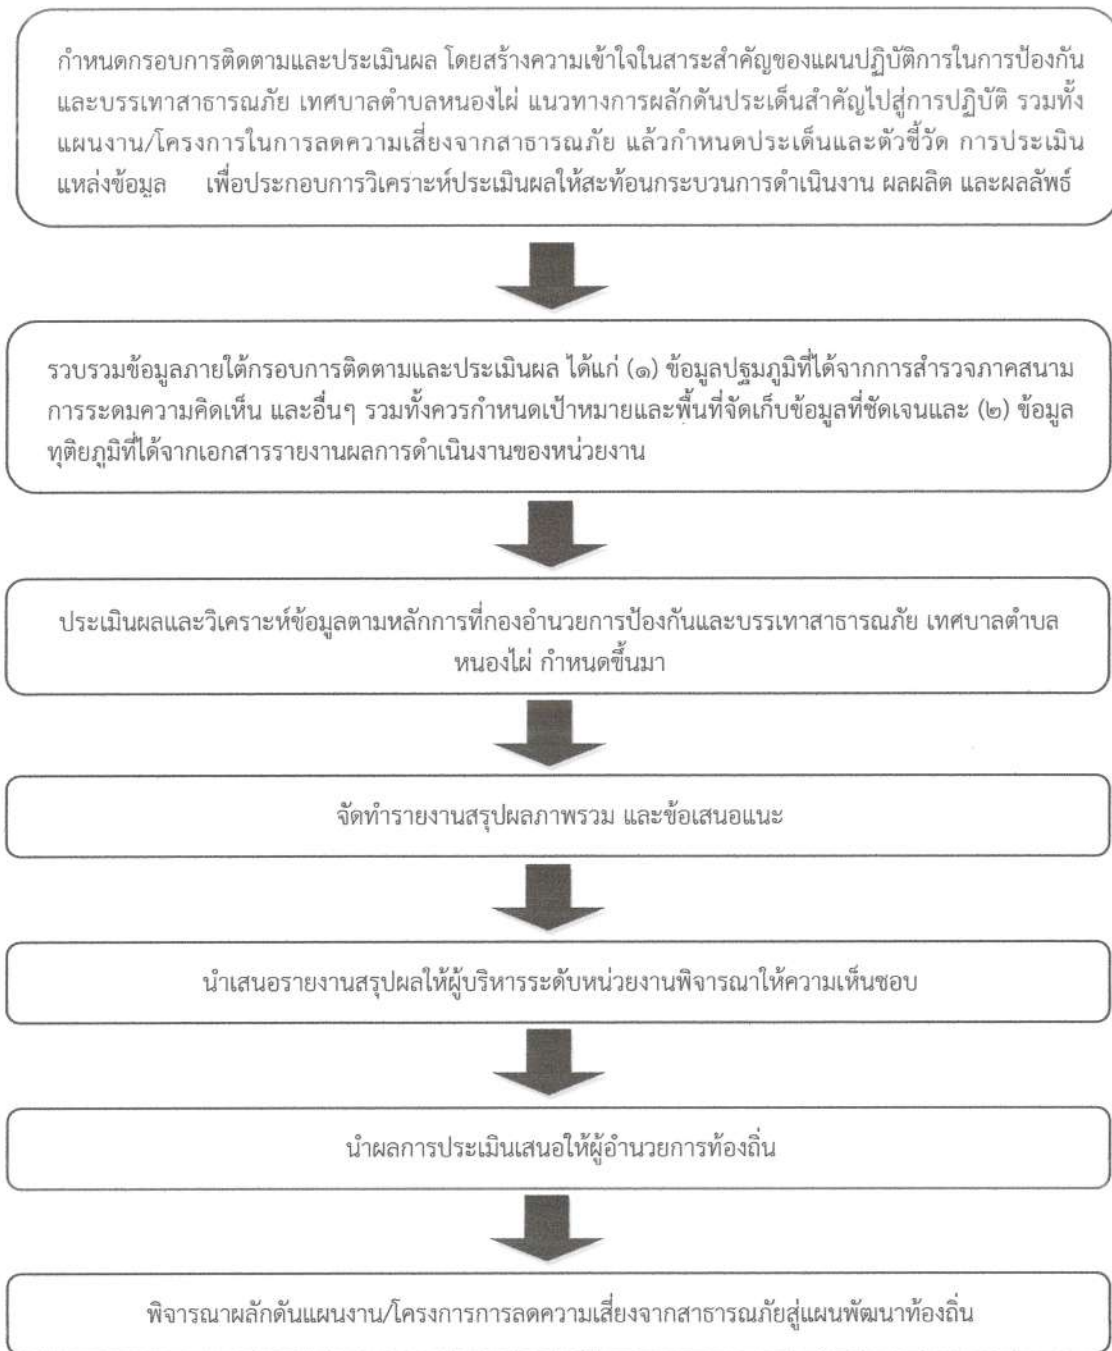 กำหนดกรอบการติดตามและประเมินผล โดยสร้างความเข้าใจในสาระสำคัญของแผนปฏิบัติการในการป้องกัน
และบรรเทาสาธารณภัย เทศบาลตำบลหนองไผ่ แนวทางการผลักดันประเด็นสำคัญไปสู่การปฏิบัติ รวมทั้ง
แผนงาน/โครงการในการลดความเสี่ยงจากสาธารณภัย แล้วกำหนดประเด็นและตัวชี้วัด การประเมิน
แหล่งข้อมูล เพื่อประกอบการวิเคราะห์ประเมินผลให้สะท้อนกระบวนการดำเนินงาน ผลผลิต และผลลัพธ์
รวบรวมข้อมูลภายใต้กรอบการติดตามและประเมินผล ได้แก่ (๑) ข้อมูลปฐมภูมิที่ได้จากการสำรวจภาคสนาม
การระดมความคิดเห็น และอื่นๆ รวมทั้งควรกำหนดเป้าหมายและพื้นที่จัดเก็บข้อมูลที่ชัดเจนและ (๒) ข้อมูล
ทุติยภูมิที่ได้จากเอกสารรายงานผลการดำเนินงานของหน่วยงาน
ประเมินผลและวิเคราะห์ข้อมูลตามหลักการที่กองอำนวยการป้องกันและบรรเทาสาธารณภัย เทศบาลตำบล
หนองไผ่ กำหนดขึ้นมา
จัดทำรายงานสรุปผลภาพรวม และข้อเสนอแนะ
นำเสนอรายงานสรุปผลให้ผู้บริหารระดับหน่วยงานพิจารณาให้ความเห็นชอบ
นำผลการประเมินเสนอให้ผู้อำนวยการท้องถิ่น
พิจารณาผลักดันแผนงาน/โครงการการลดความเสี่ยงจากสาธารณภัยสู่แผนพัฒนาท้องถิ่น